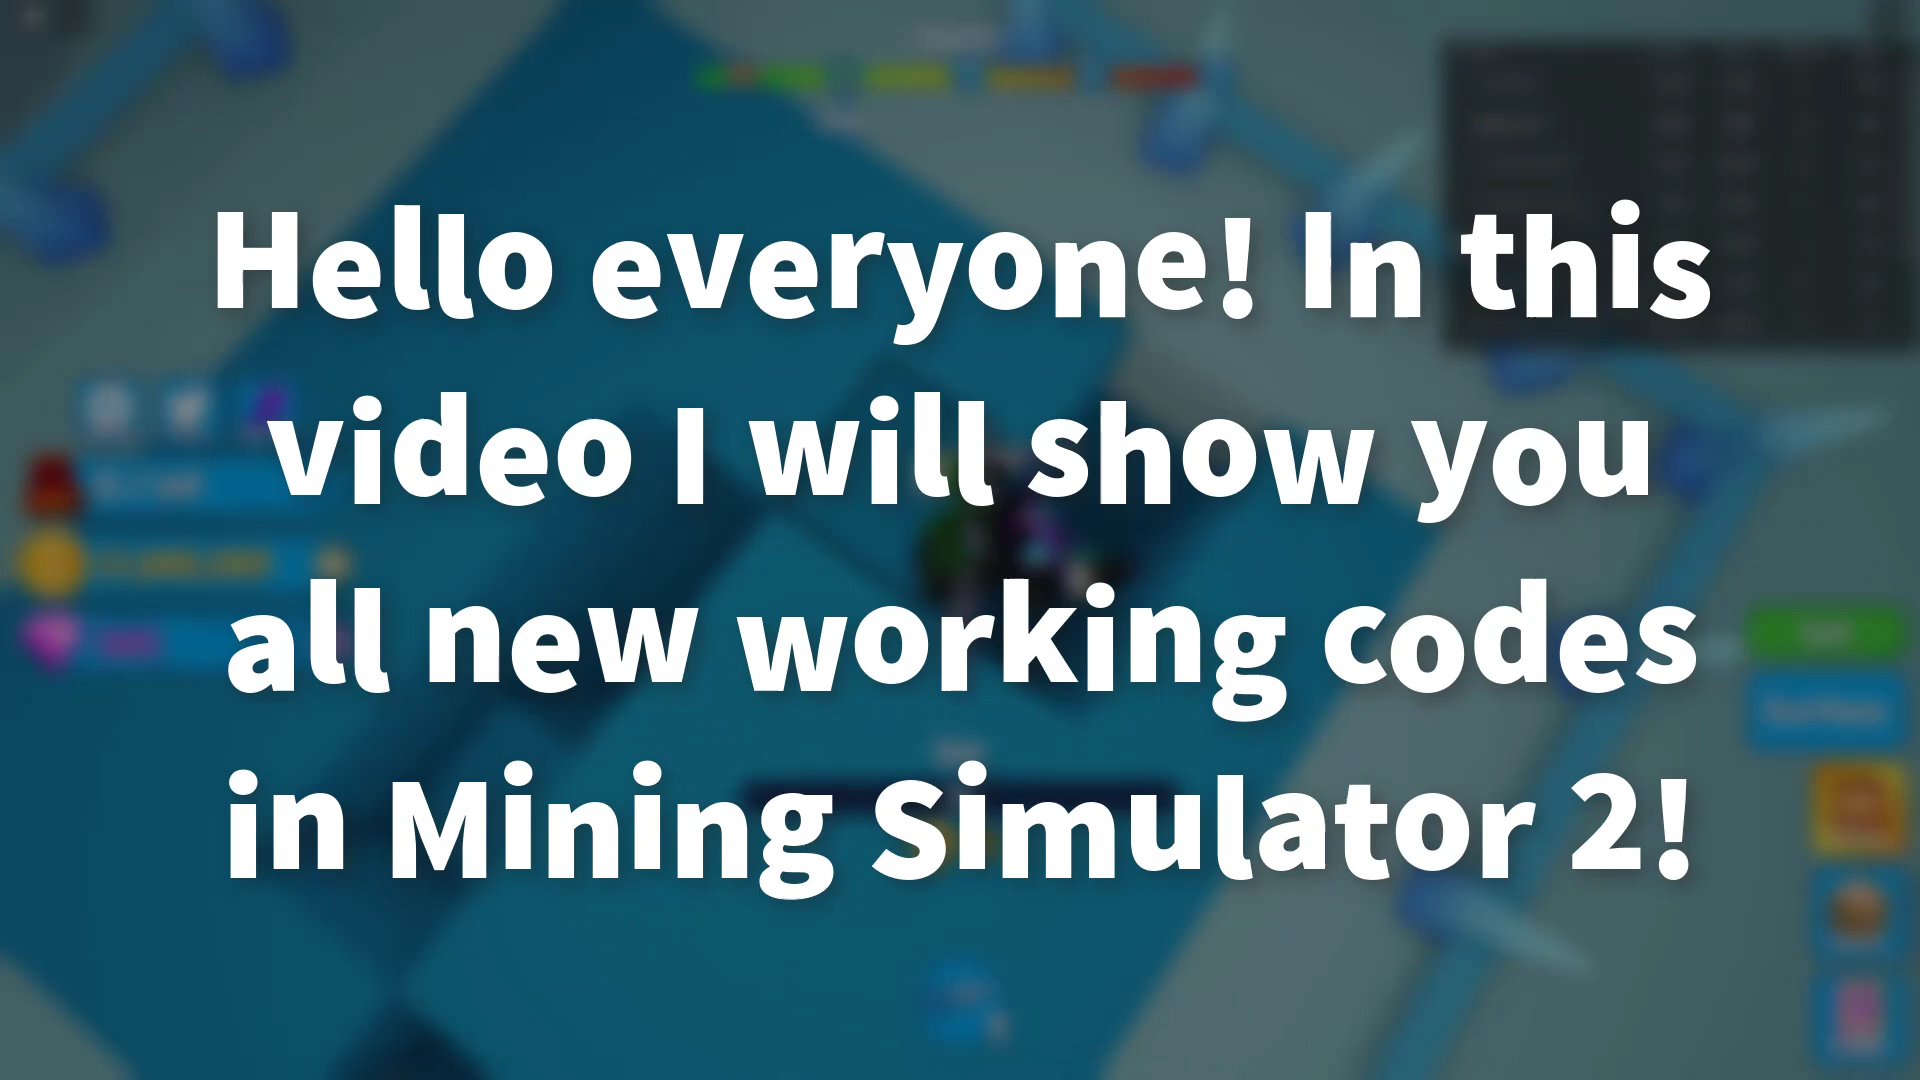 Hello everyone! In this
video I will show you
all new working codes
in Mining Simulator 2!